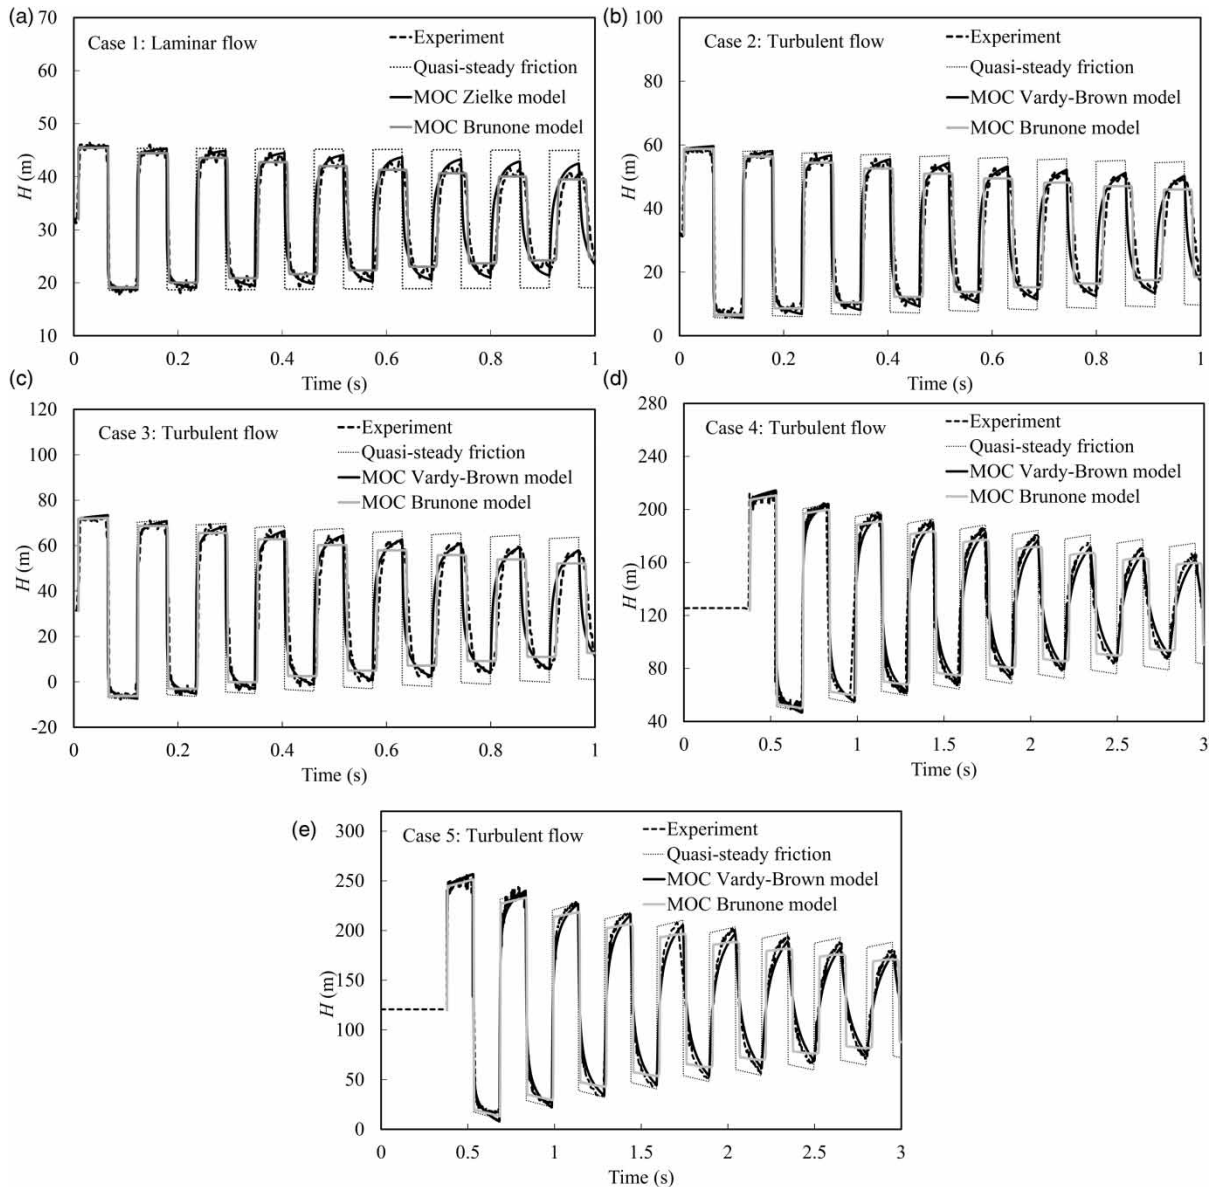 (a)
70
60
50
40
30
20
10
H (m)
Case 1: Laminar flow
Experiment
Quasi-steady friction
MOC Zielke model
MOC Brunone model
0
0.2
0.4
0.6
0.8
1
Time (s)
(b)
100
80
60
40
20
0
H (m)
Case 2: Turbulent flow
Experiment
Quasi-steady friction
MOC Vardy-Brown model
MOC Brunone model
0
0.2
0.4
0.6
0.8
1
Time (s)
(c)
120
100
80
60
40
20
0
-20
H (m)
Case 3: Turbulent flow
Experiment
Quasi-steady friction
MOC Vardy-Brown model
MOC Brunone model
0
0.2
0.4
0.6
0.8
1
Time (s)
(d)
280
240
200
160
120
80
40
H (m)
Case 4: Turbulent flow
Experiment
Quasi-steady friction
MOC Vardy-Brown model
MOC Brunone model
0
0.5
1
1.5
2
2.5
3
Time (s)
(e)
300
250
200
150
100
50
0
H (m)
Case 5: Turbulent flow
Experiment
Quasi-steady friction
MOC Vardy-Brown model
MOC Brunone model
0
0.5
1
1.5
2
2.5
3
Time (s)